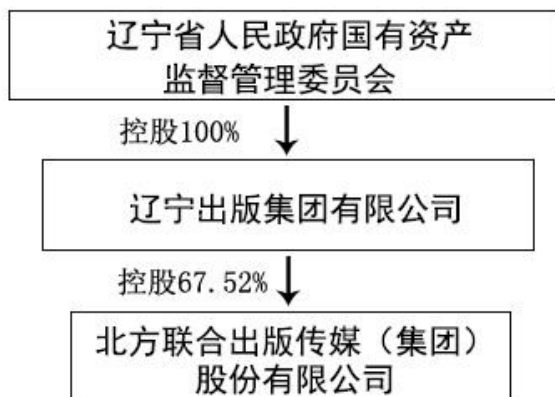 辽宁省人民政府国有资产
监督管理委员会
控股100%
辽宁出版集团有限公司
控股67.52%
北方联合出版传媒（集团）
股份有限公司